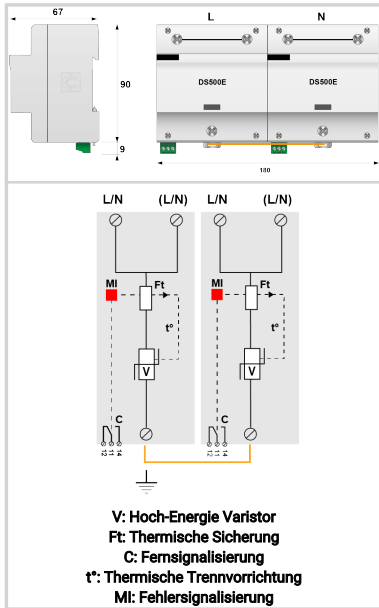 67
L N
90
DS500E DS500E
9
180
L/N (L/N) L/N (L/N)
MI Ft MI Ft
t° t°
V V
C C
12 11 14 12 11 14
V: Hoch-Energie Varistor
Ft: Thermische Sicherung
C: Fernsignalisierung
t°: Thermische Trennvorrichtung
MI: Fehlersignalisierung